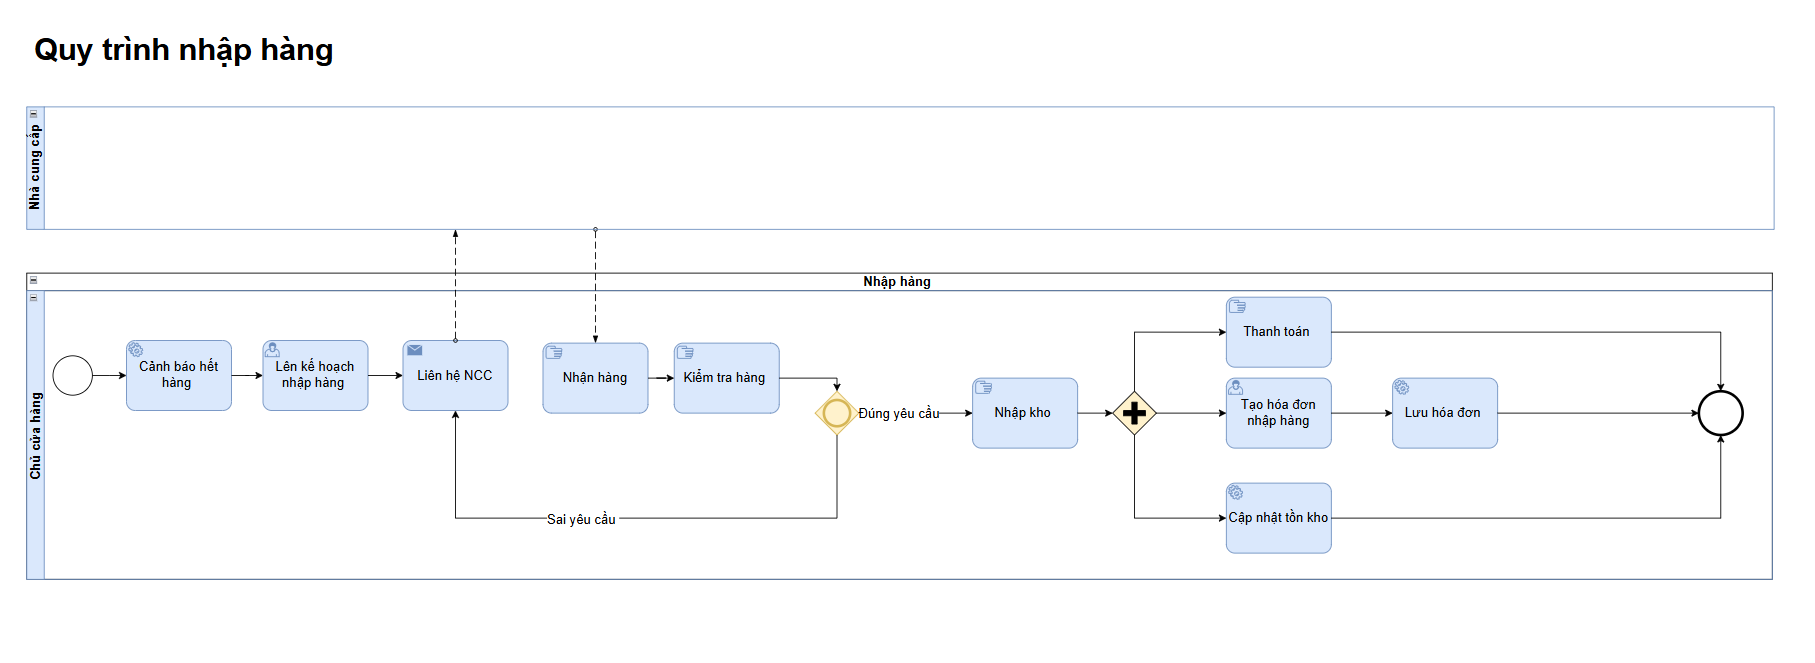 Quy trình nhập hàng
Nhà cung cấp
Nhập hàng
Chủ cửa hàng
Cảnh báo hết
hàng
Lên kế hoạch
nhập hàng
Liên hệ NCC
Nhận hàng
Kiểm tra hàng
Đúng yêu cầu
Sai yêu cầu
Nhập kho
Thanh toán
Tạo hóa đơn
nhập hàng
Lưu hóa đơn
Cập nhật tồn kho